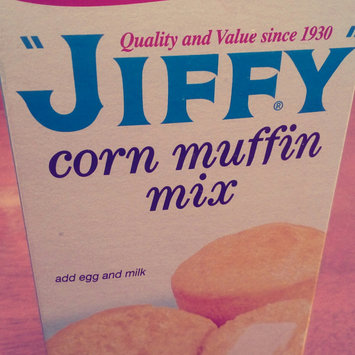 Quality and Value since 1930
"JIFFY"®
corn muffin
mix
add egg and milk